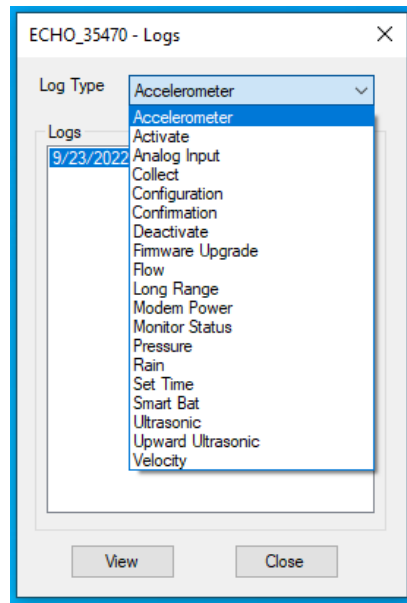 ECHO_35470 - Logs
Log Type
Accelerometer
Logs
9/23/2022
Accelerometer
Activate
Analog Input
Collect
Configuration
Confirmation
Deactivate
Firmware Upgrade
Flow
Long Range
Modem Power
Monitor Status
Pressure
Rain
Set Time
Smart Bat
Ultrasonic
Upward Ultrasonic
Velocity
View
Close